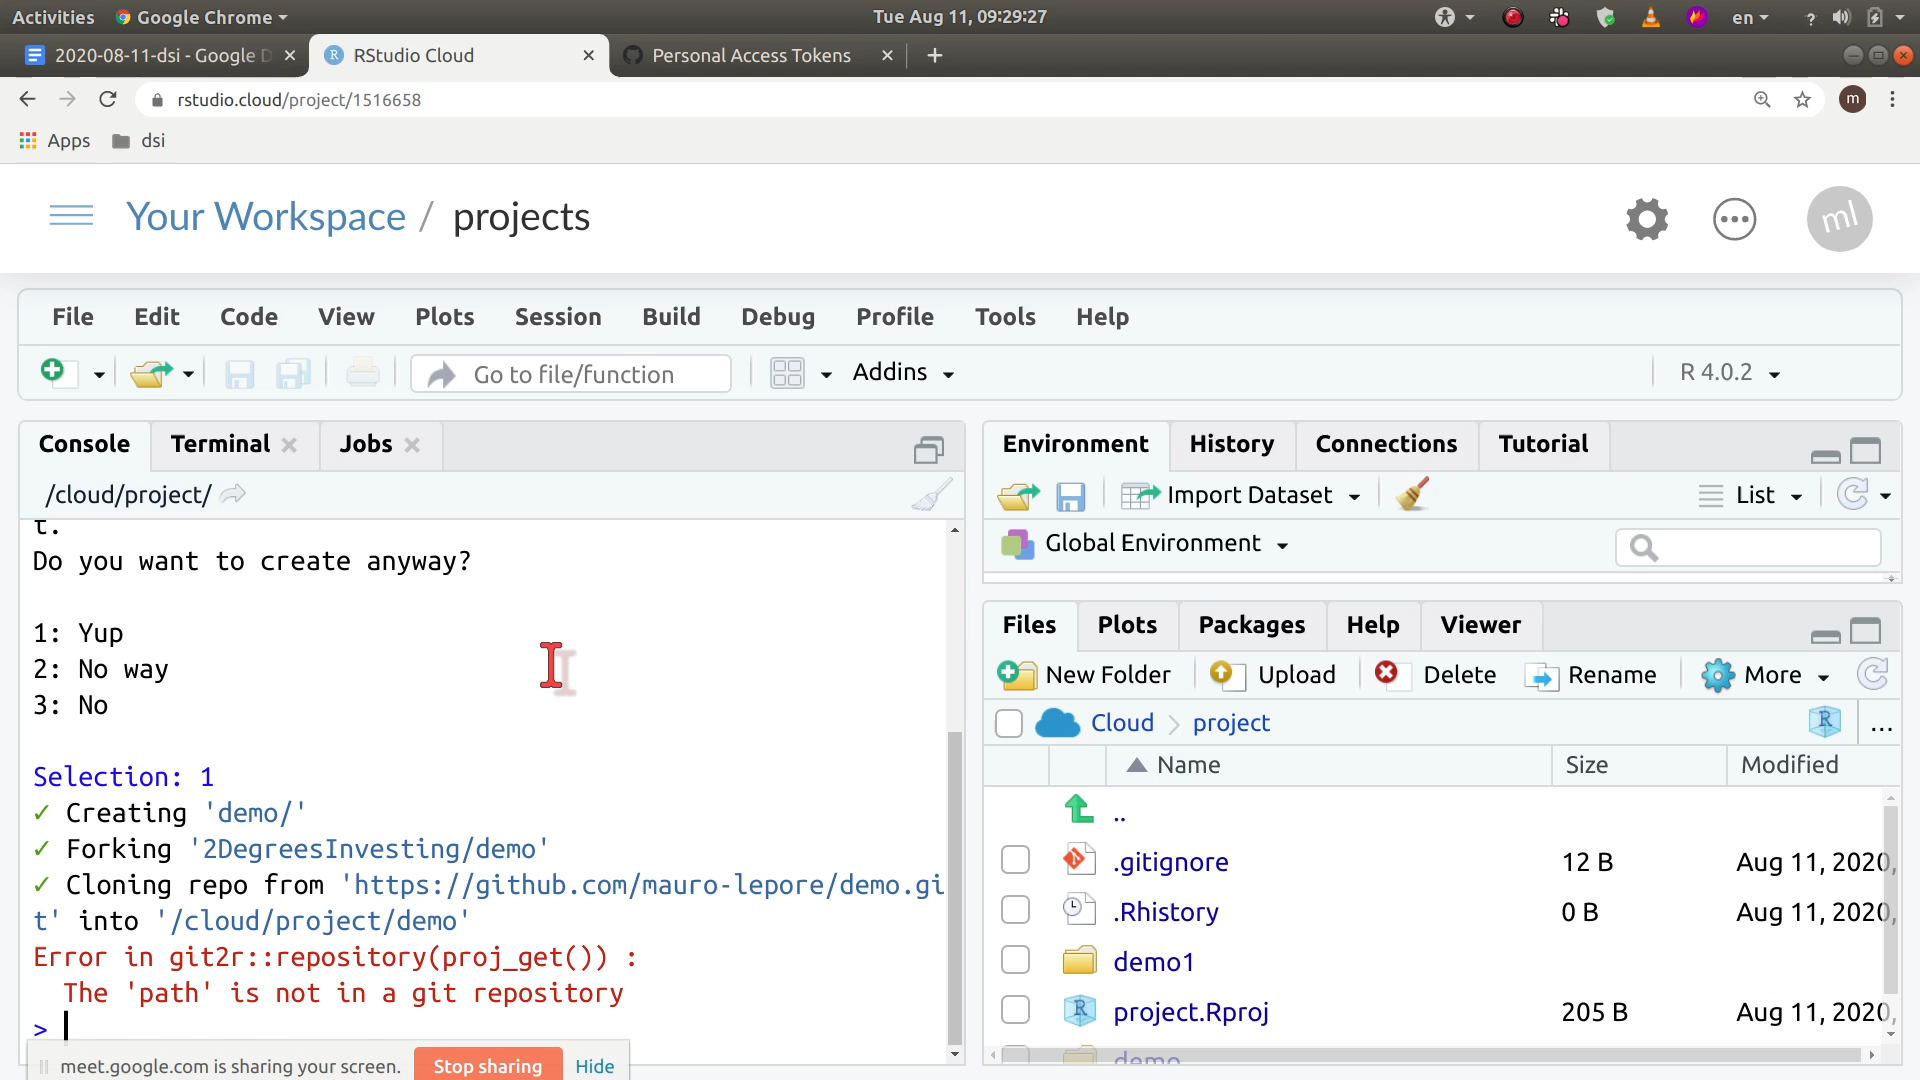 Activities Google Chrome Tue Aug 11, 09:29:27 en ?
2020-08-11-dsi - Google D RStudio Cloud Personal Access Tokens
rstudio.cloud/project/1516658 m
Apps dsi
Your Workspace / projects ml
File Edit Code View Plots Session Build Debug Profile Tools Help
Go to file/function Addins R 4.0.2
Console Terminal Jobs
/cloud/project/
t.
Do you want to create anyway?
1: Yup
2: No way
3: No
Selection: 1
✓ Creating 'demo/'
✓ Forking '2DegreesInvesting/demo'
✓ Cloning repo from 'https://github.com/mauro-lepore/demo.gi
t' into '/cloud/project/demo'
Error in git2r::repository(proj_get()) :
The 'path' is not in a git repository
>
meet.google.com is sharing your screen. Stop sharing Hide
Environment History Connections Tutorial
Import Dataset List
Global Environment
Files Plots Packages Help Viewer
New Folder Upload Delete Rename More
Cloud project R ...
Name Size Modified
..
.gitignore 12 B Aug 11, 2020,
.Rhistory 0 B Aug 11, 2020,
demo1
project.Rproj 205 B Aug 11, 2020,
demo